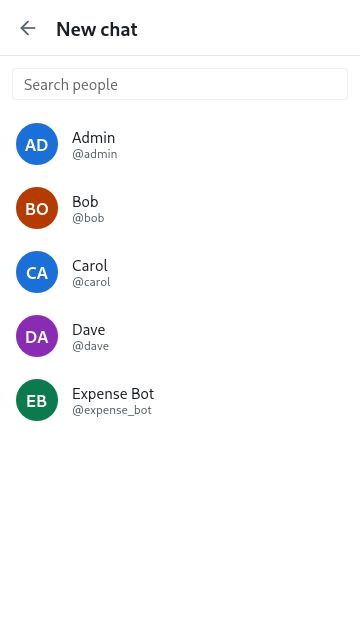 New chat
Search people
AD
Admin
@admin
BO
Bob
@bob
CA
Carol
@carol
DA
Dave
@dave
EB
Expense Bot
@expense_bot